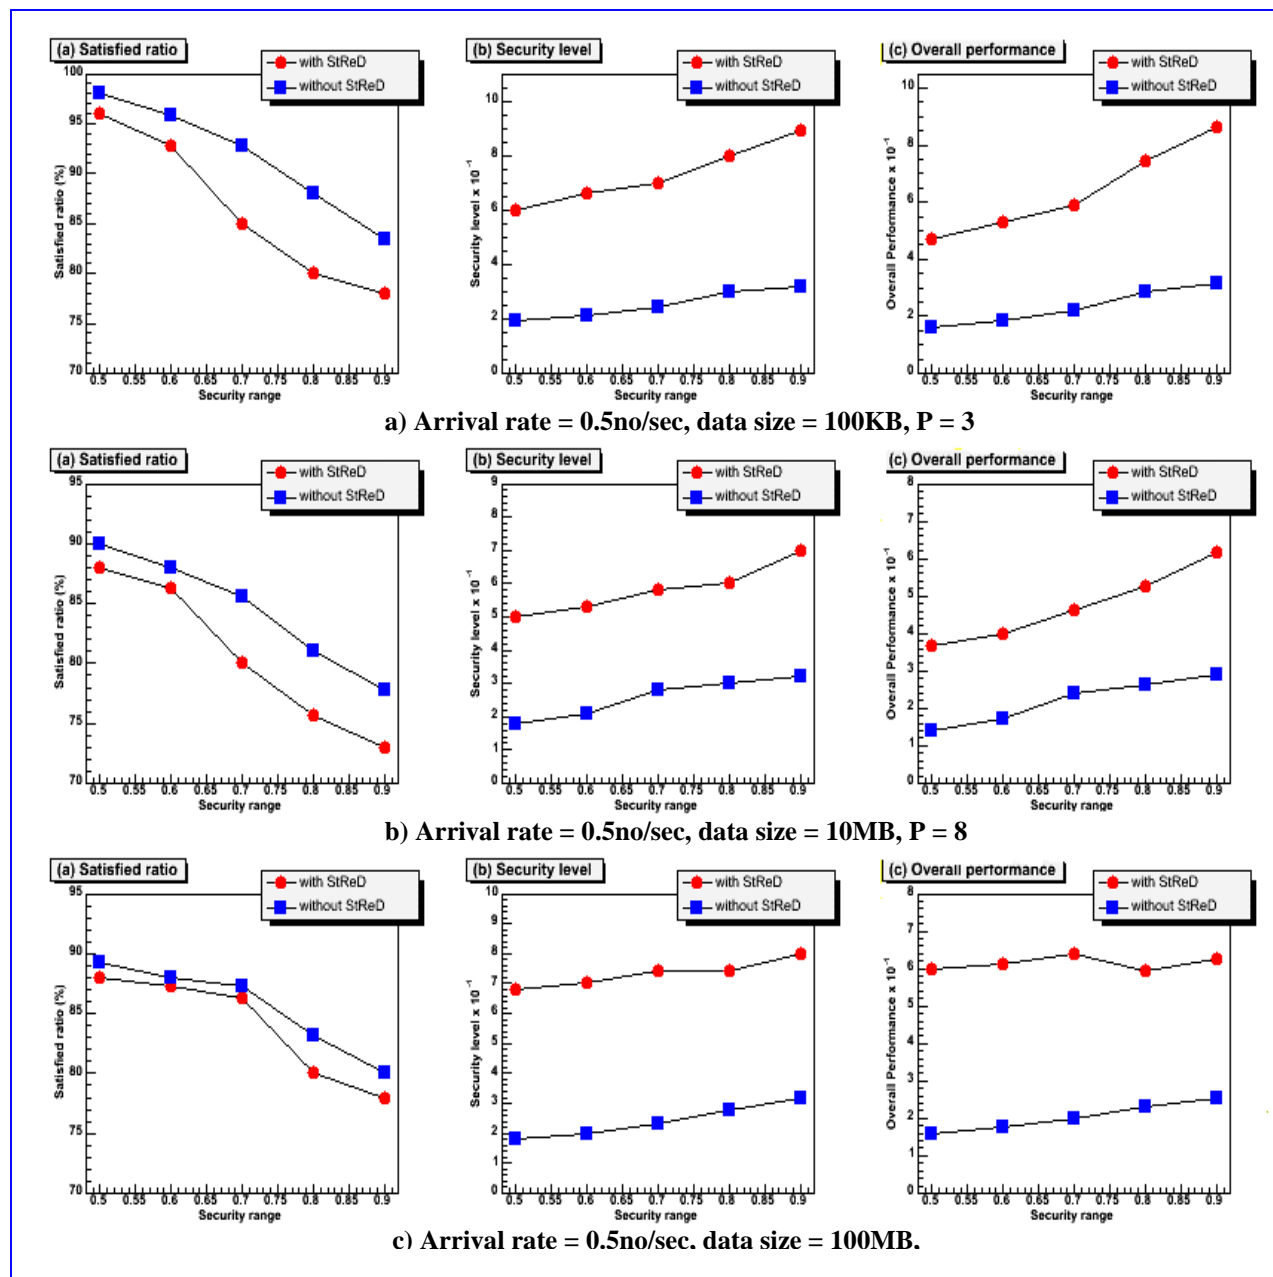 (a) Satisfied ratio
with StReD
without StReD
100
95
90
85
80
75
70
Satisfied ratio (%)
0.5 0.55 0.6 0.65 0.7 0.75 0.8 0.85 0.9
Security range
(b) Security level
with StReD
without StReD
10
8
6
4
2
0
Security level x 10⁻¹
0.5 0.55 0.6 0.65 0.7 0.75 0.8 0.85 0.9
Security range
(c) Overall performance
with StReD
without StReD
10
8
6
4
2
0
Overall Performance x 10⁻¹
0.5 0.55 0.6 0.65 0.7 0.75 0.8 0.85 0.9
Security range
a) Arrival rate = 0.5no/sec, data size = 100KB, P = 3
(a) Satisfied ratio
with StReD
without StReD
95
90
85
80
75
70
Satisfied ratio (%)
0.5 0.55 0.6 0.65 0.7 0.75 0.8 0.85 0.9
Security range
(b) Security level
with StReD
without StReD
9
8
7
6
5
4
3
2
1
0
Security level x 10⁻¹
0.5 0.55 0.6 0.65 0.7 0.75 0.8 0.85 0.9
Security range
(c) Overall performance
with StReD
without StReD
8
7
6
5
4
3
2
1
0
Overall Performance x 10⁻¹
0.5 0.55 0.6 0.65 0.7 0.75 0.8 0.85 0.9
Security range
b) Arrival rate = 0.5no/sec, data size = 10MB, P = 8
(a) Satisfied ratio
with StReD
without StReD
95
90
85
80
75
70
Satisfied ratio (%)
0.5 0.55 0.6 0.65 0.7 0.75 0.8 0.85 0.9
Security range
(b) Security level
with StReD
without StReD
10
9
8
7
6
5
4
3
2
1
0
Security level x 10⁻¹
0.5 0.55 0.6 0.65 0.7 0.75 0.8 0.85 0.9
Security range
(c) Overall performance
with StReD
without StReD
8
7
6
5
4
3
2
1
0
Overall Performance x 10⁻¹
0.5 0.55 0.6 0.65 0.7 0.75 0.8 0.85 0.9
Security range
c) Arrival rate = 0.5no/sec, data size = 100MB,